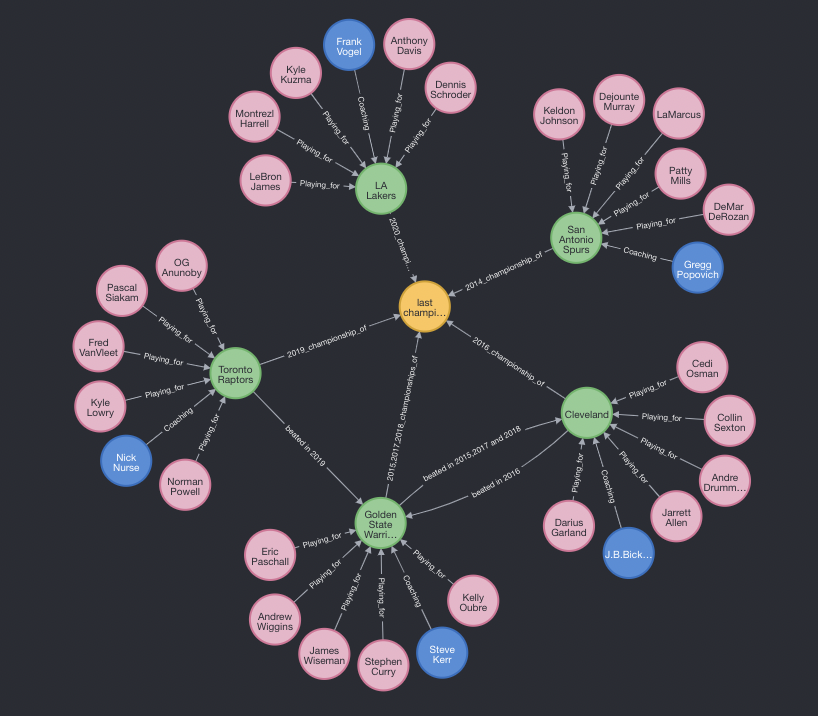 Frank
Vogel
Anthony
Davis
Kyle
Kuzma
Dennis
Schroder
Montrezl
Harrell
LeBron
James
Playing_for
Playing_for
Playing_for
Coaching
Playing_for
Playing_for
LA
Lakers
2020_champi…
Keldon
Johnson
Dejounte
Murray
LaMarcus
Patty
Mills
DeMar
DeRozan
Gregg
Popovich
Playing_for
Playing_for
Playing_for
Playing_for
Playing_for
Coaching
San
Antonio
Spurs
2014_championship_of
last
champi…
OG
Anunoby
Pascal
Siakam
Fred
VanVleet
Kyle
Lowry
Nick
Nurse
Norman
Powell
Playing_for
Playing_for
Playing_for
Playing_for
Coaching
Playing_for
Toronto
Raptors
2019_championship_of
beated in 2019
2015,2017,2018_championships_of
2016_championship_of
beated in 2015,2017 and 2018
beated in 2016
Cleveland
Cedi
Osman
Collin
Sexton
Andre
Drumm…
Jarrett
Allen
J.B.Bick…
Darius
Garland
Playing_for
Playing_for
Playing_for
Playing_for
Coaching
Playing_for
Golden
State
Warri…
Eric
Paschall
Andrew
Wiggins
James
Wiseman
Stephen
Curry
Steve
Kerr
Kelly
Oubre
Playing_for
Playing_for
Playing_for
Playing_for
Coaching
Playing_for